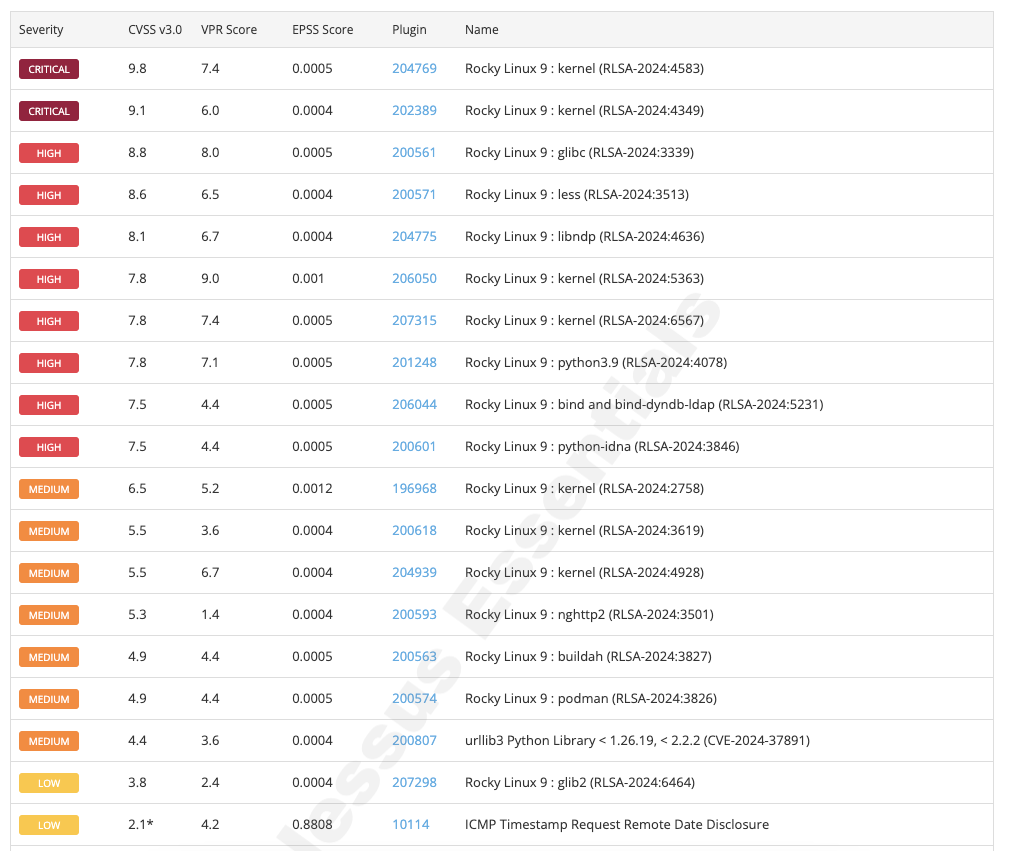 Severity CVSS v3.0 VPR Score EPSS Score Plugin Name
CRITICAL 9.8 7.4 0.0005 204769 Rocky Linux 9 : kernel (RLSA-2024:4583)
CRITICAL 9.1 6.0 0.0004 202389 Rocky Linux 9 : kernel (RLSA-2024:4349)
HIGH 8.8 8.0 0.0005 200561 Rocky Linux 9 : glibc (RLSA-2024:3339)
HIGH 8.6 6.5 0.0004 200571 Rocky Linux 9 : less (RLSA-2024:3513)
HIGH 8.1 6.7 0.0004 204775 Rocky Linux 9 : libndp (RLSA-2024:4636)
HIGH 7.8 9.0 0.001 206050 Rocky Linux 9 : kernel (RLSA-2024:5363)
HIGH 7.8 7.4 0.0005 207315 Rocky Linux 9 : kernel (RLSA-2024:6567)
HIGH 7.8 7.1 0.0005 201248 Rocky Linux 9 : python3.9 (RLSA-2024:4078)
HIGH 7.5 4.4 0.0005 206044 Rocky Linux 9 : bind and bind-dyndb-ldap (RLSA-2024:5231)
HIGH 7.5 4.4 0.0005 200601 Rocky Linux 9 : python-idna (RLSA-2024:3846)
MEDIUM 6.5 5.2 0.0012 196968 Rocky Linux 9 : kernel (RLSA-2024:2758)
MEDIUM 5.5 3.6 0.0004 200618 Rocky Linux 9 : kernel (RLSA-2024:3619)
MEDIUM 5.5 6.7 0.0004 204939 Rocky Linux 9 : kernel (RLSA-2024:4928)
MEDIUM 5.3 1.4 0.0004 200593 Rocky Linux 9 : nghttp2 (RLSA-2024:3501)
MEDIUM 4.9 4.4 0.0005 200563 Rocky Linux 9 : buildah (RLSA-2024:3827)
MEDIUM 4.9 4.4 0.0005 200574 Rocky Linux 9 : podman (RLSA-2024:3826)
MEDIUM 4.4 3.6 0.0004 200807 urllib3 Python Library < 1.26.19, < 2.2.2 (CVE-2024-37891)
LOW 3.8 2.4 0.0004 207298 Rocky Linux 9 : glib2 (RLSA-2024:6464)
LOW 2.1* 4.2 0.8808 10114 ICMP Timestamp Request Remote Date Disclosure
lessus Essentials